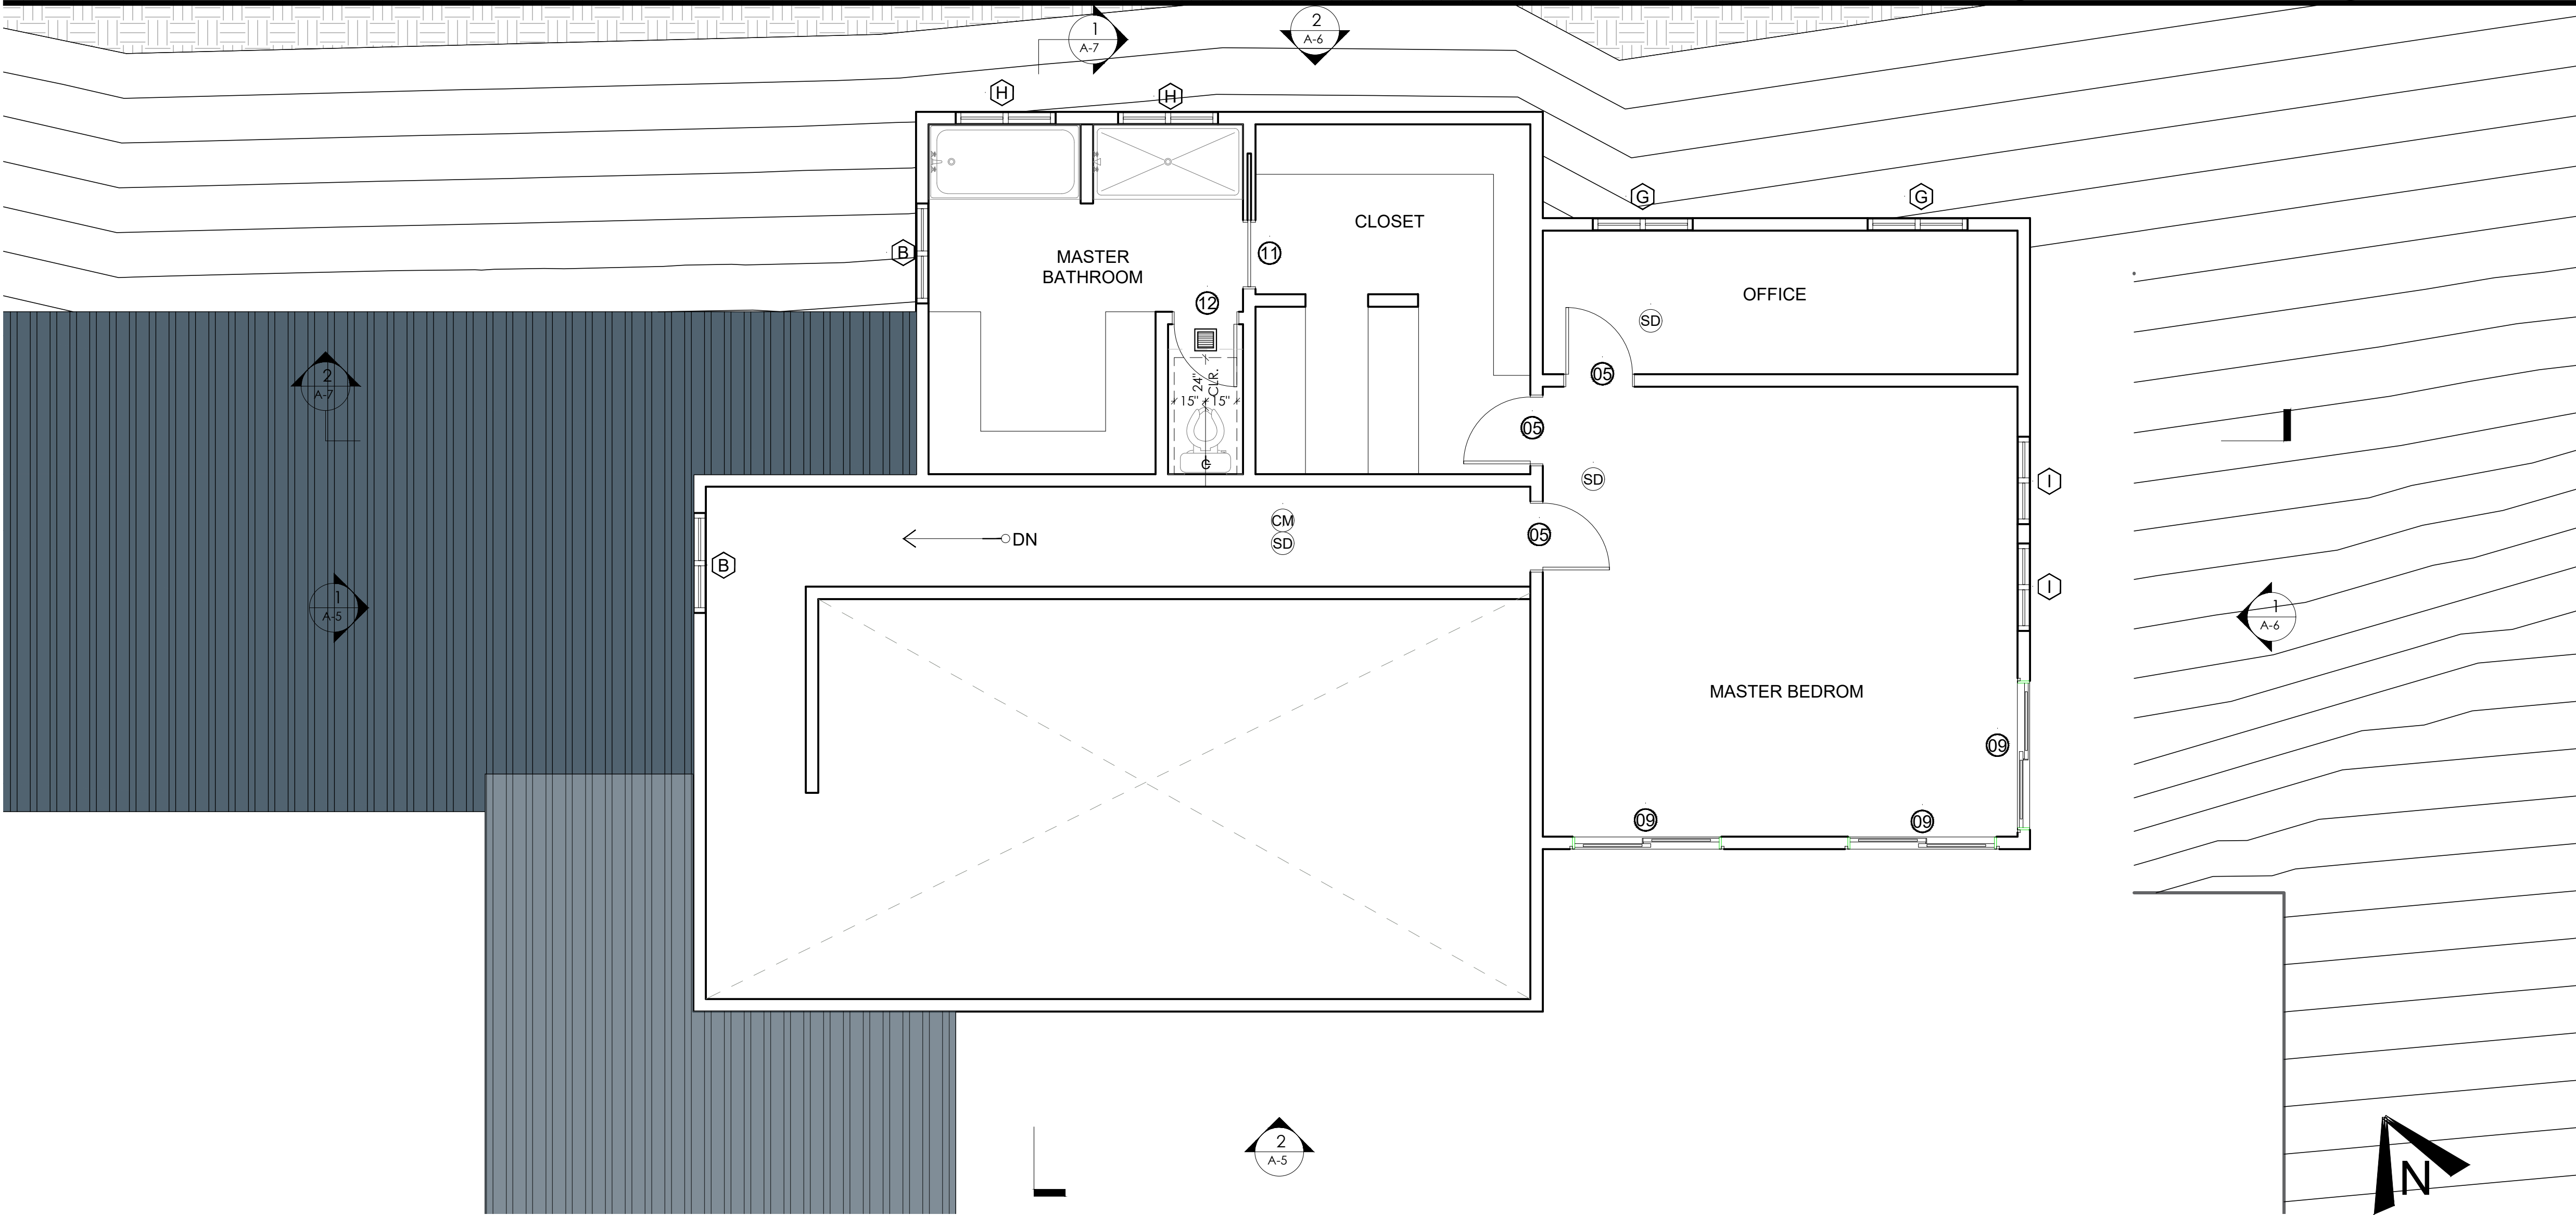 1
A-7
2
A-6
H
H
G
G
CLOSET
B
11
MASTER
BATHROOM
12
OFFICE
SD
2
A-7
24"
CLR.
15"
15"
05
05
SD
I
CM
DN
05
SD
B
I
1
A-5
1
A-6
MASTER BEDROM
09
09
09
2
A-5
N